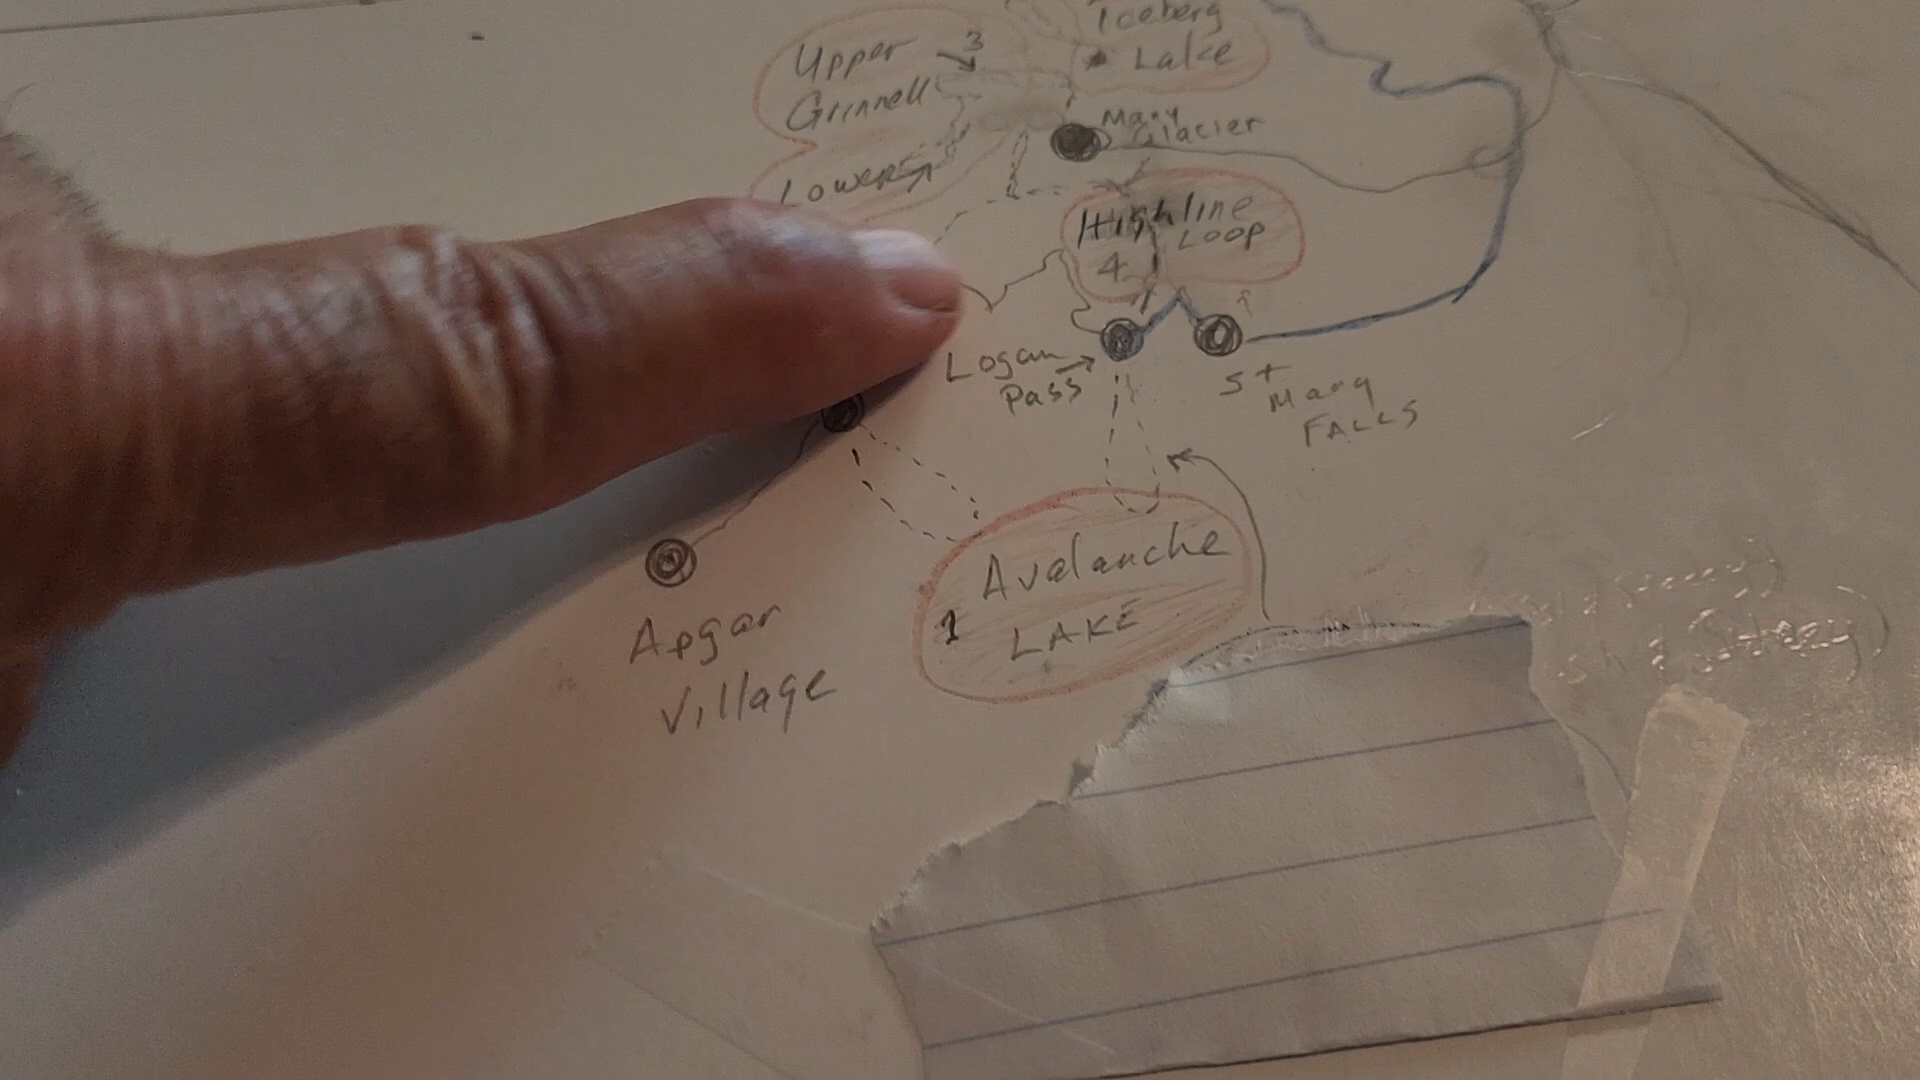 Iceberg
Lake
Upper
3
Grinnell
Many
Glacier
Lower
Highline
Loop
4
Logan
Pass
St
Mary
FALLS
Avalanche
1
LAKE
Apgar
Village